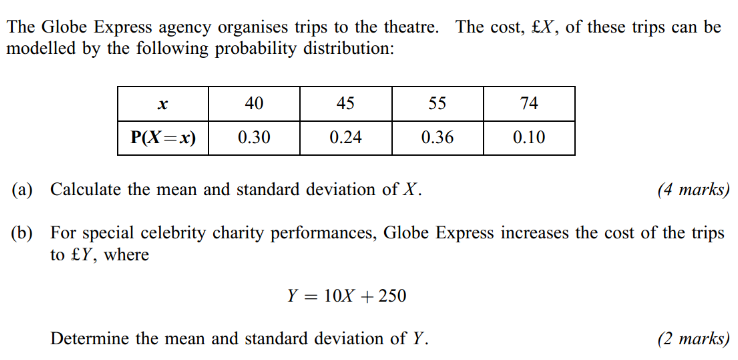 The Globe Express agency organises trips to the theatre. The cost, £X, of these trips can be
modelled by the following probability distribution:
x 40 45 55 74
P(X=x) 0.30 0.24 0.36 0.10
(a) Calculate the mean and standard deviation of X. (4 marks)
(b) For special celebrity charity performances, Globe Express increases the cost of the trips
to £Y, where
Y = 10X + 250
Determine the mean and standard deviation of Y. (2 marks)